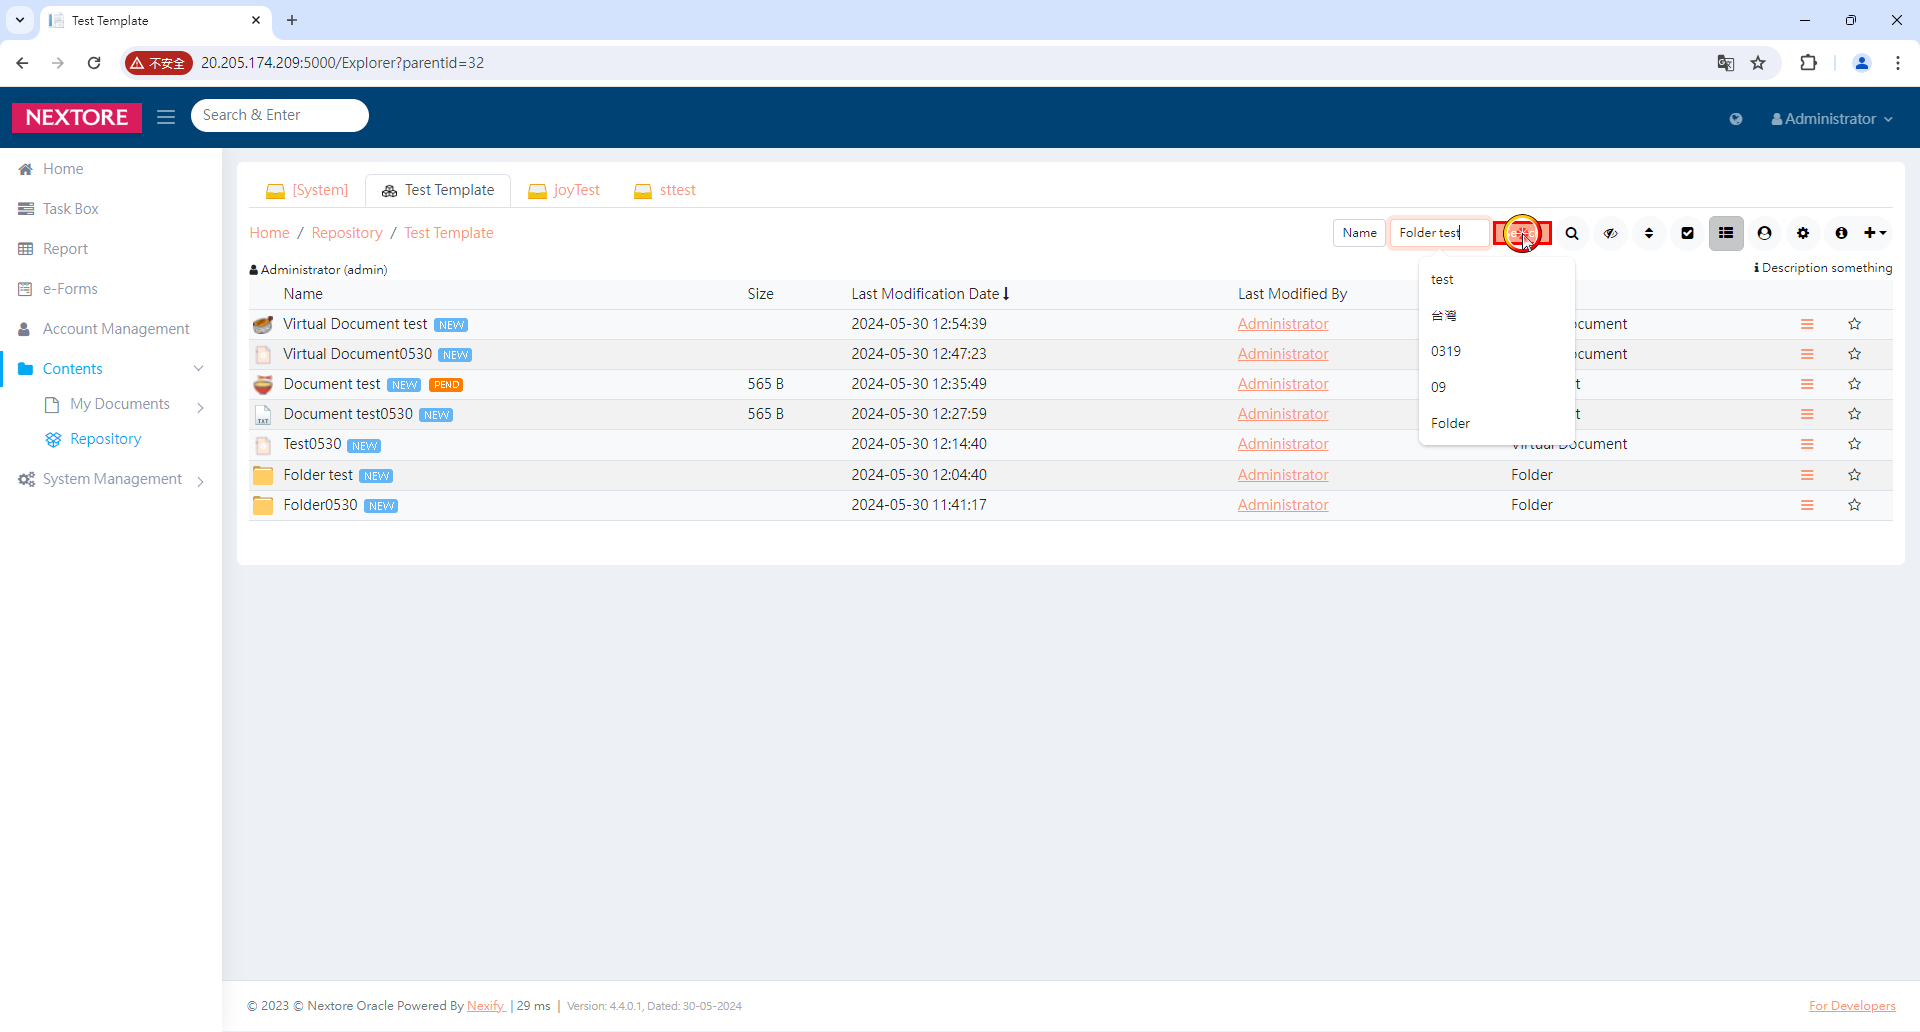 Test Template
不安全
20.205.174.209:5000/Explorer?parentid=32
NEXTORE
Search & Enter
Administrator
Home
Task Box
Report
e-Forms
Account Management
Contents
My Documents
Repository
System Management
[System]
Test Template
joyTest
sttest
Home / Repository / Test Template
Name
Folder test
test
台灣
0319
09
Folder
Administrator (admin)
Description something
Name Size Last Modification Date Last Modified By
Virtual Document test NEW 2024-05-30 12:54:39 Administrator
Virtual Document0530 NEW 2024-05-30 12:47:23 Administrator
Document test NEW PEND 565 B 2024-05-30 12:35:49 Administrator
TXT Document test0530 NEW 565 B 2024-05-30 12:27:59 Administrator
Test0530 NEW 2024-05-30 12:14:40 Administrator Virtual Document
Folder test NEW 2024-05-30 12:04:40 Administrator Folder
Folder0530 NEW 2024-05-30 11:41:17 Administrator Folder
© 2023 © Nextore Oracle Powered By Nexify | 29 ms | Version: 4.4.0.1, Dated: 30-05-2024
For Developers